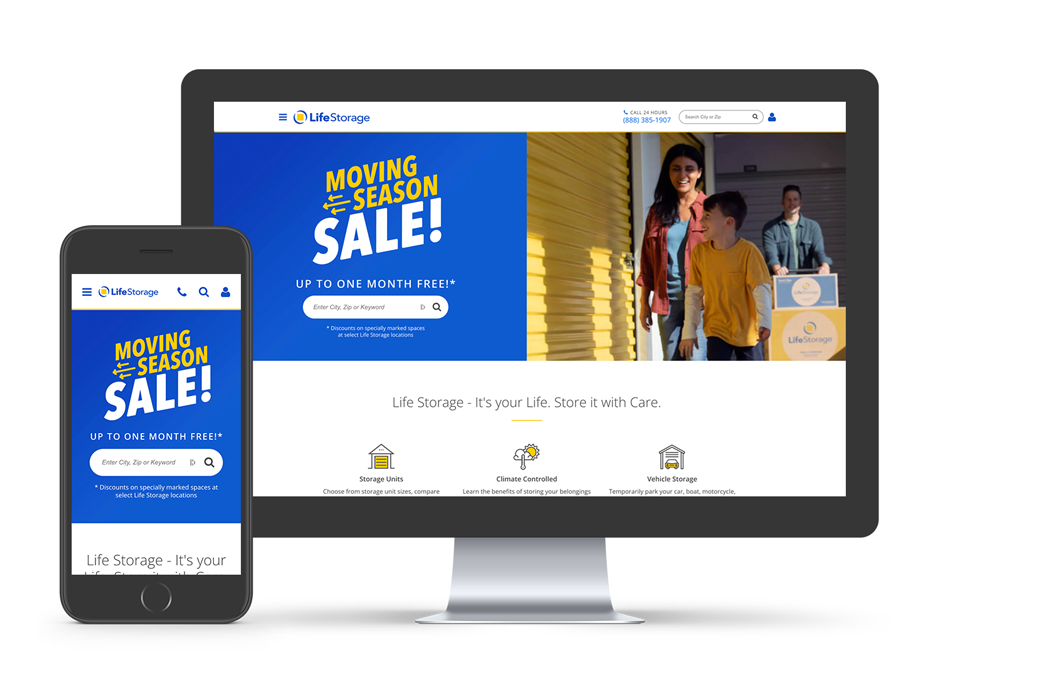 LifeStorage
CALL 24 HOURS
(888) 385-1907
Search City or Zip
MOVING
SEASON
SALE!
UP TO ONE MONTH FREE!*
Enter City, Zip or Keyword
* Discounts on specially marked spaces
at select Life Storage locations
LifeStorage
Life Storage - It's your Life. Store it with Care.
Storage Units
Choose from storage unit sizes, compare
Climate Controlled
Learn the benefits of storing your belongings
Vehicle Storage
Temporarily park your car, boat, motorcycle,
LifeStorage
MOVING
SEASON
SALE!
UP TO ONE MONTH FREE!*
Enter City, Zip or Keyword
* Discounts on specially marked spaces at
select Life Storage locations
Life Storage - It's your